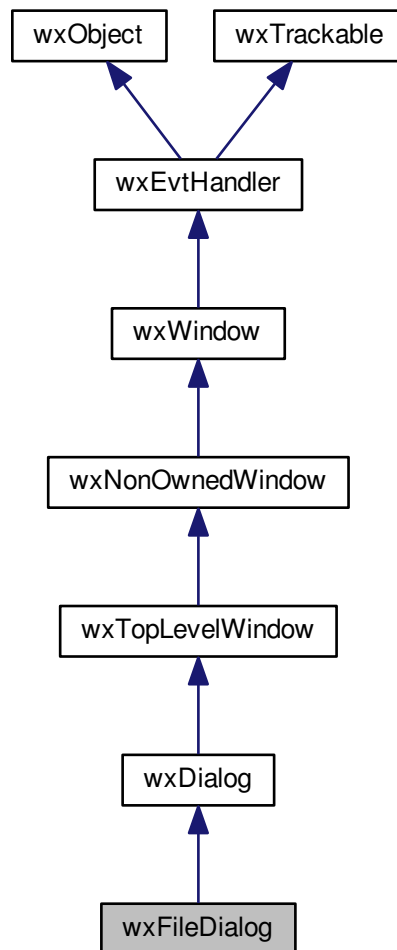 wxObject
wxTrackable
wxEvtHandler
wxWindow
wxNonOwnedWindow
wxTopLevelWindow
wxDialog
wxFileDialog